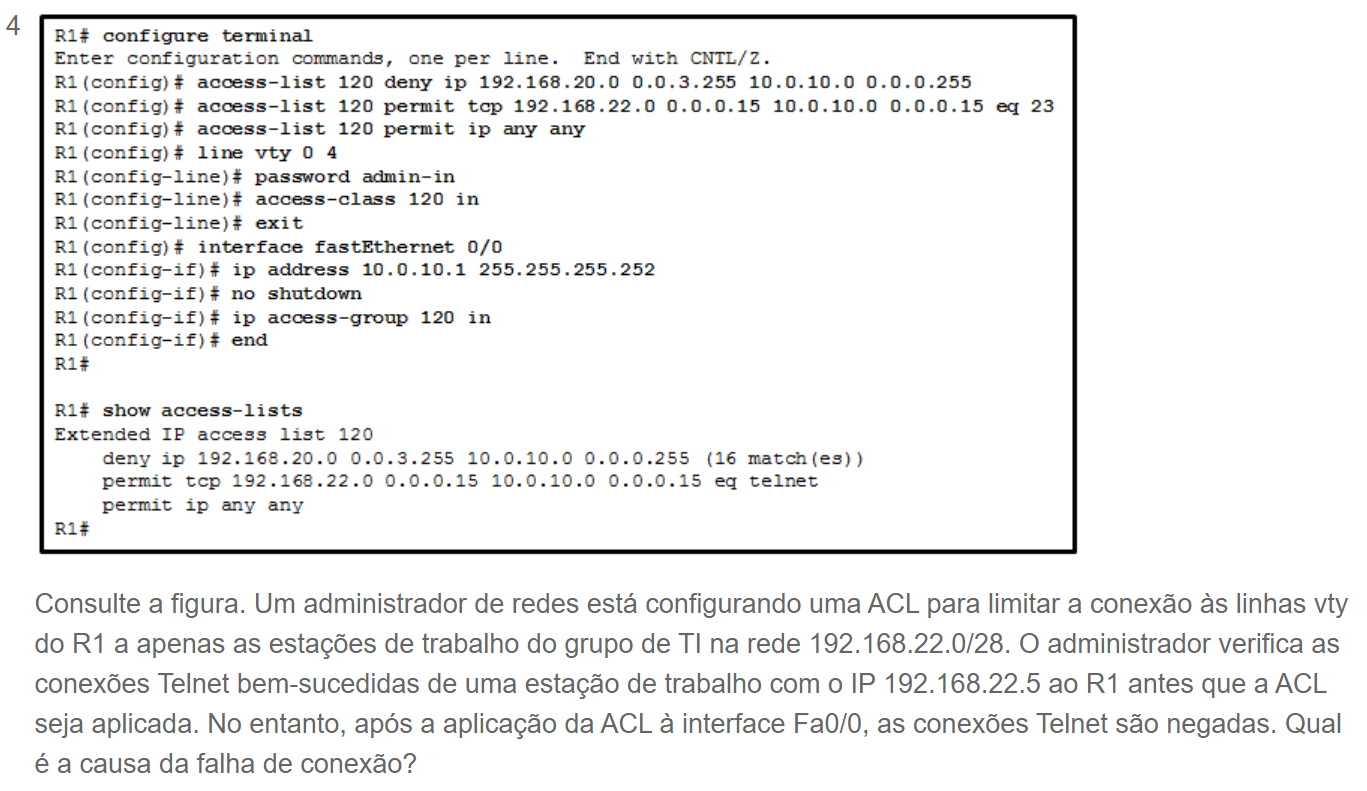 4
R1# configure terminal
Enter configuration commands, one per line.  End with CNTL/Z.
R1(config)# access-list 120 deny ip 192.168.20.0 0.0.3.255 10.0.10.0 0.0.0.255
R1(config)# access-list 120 permit tcp 192.168.22.0 0.0.0.15 10.0.10.0 0.0.0.15 eq 23
R1(config)# access-list 120 permit ip any any
R1(config)# line vty 0 4
R1(config-line)# password admin-in
R1(config-line)# access-class 120 in
R1(config-line)# exit
R1(config)# interface fastEthernet 0/0
R1(config-if)# ip address 10.0.10.1 255.255.255.252
R1(config-if)# no shutdown
R1(config-if)# ip access-group 120 in
R1(config-if)# end
R1#
R1# show access-lists
Extended IP access list 120
    deny ip 192.168.20.0 0.0.3.255 10.0.10.0 0.0.0.255 (16 match(es))
    permit tcp 192.168.22.0 0.0.0.15 10.0.10.0 0.0.0.15 eq telnet
    permit ip any any
R1#
Consulte a figura. Um administrador de redes está configurando uma ACL para limitar a conexão às linhas vty
do R1 a apenas as estações de trabalho do grupo de TI na rede 192.168.22.0/28. O administrador verifica as
conexões Telnet bem-sucedidas de uma estação de trabalho com o IP 192.168.22.5 ao R1 antes que a ACL
seja aplicada. No entanto, após a aplicação da ACL à interface Fa0/0, as conexões Telnet são negadas. Qual
é a causa da falha de conexão?